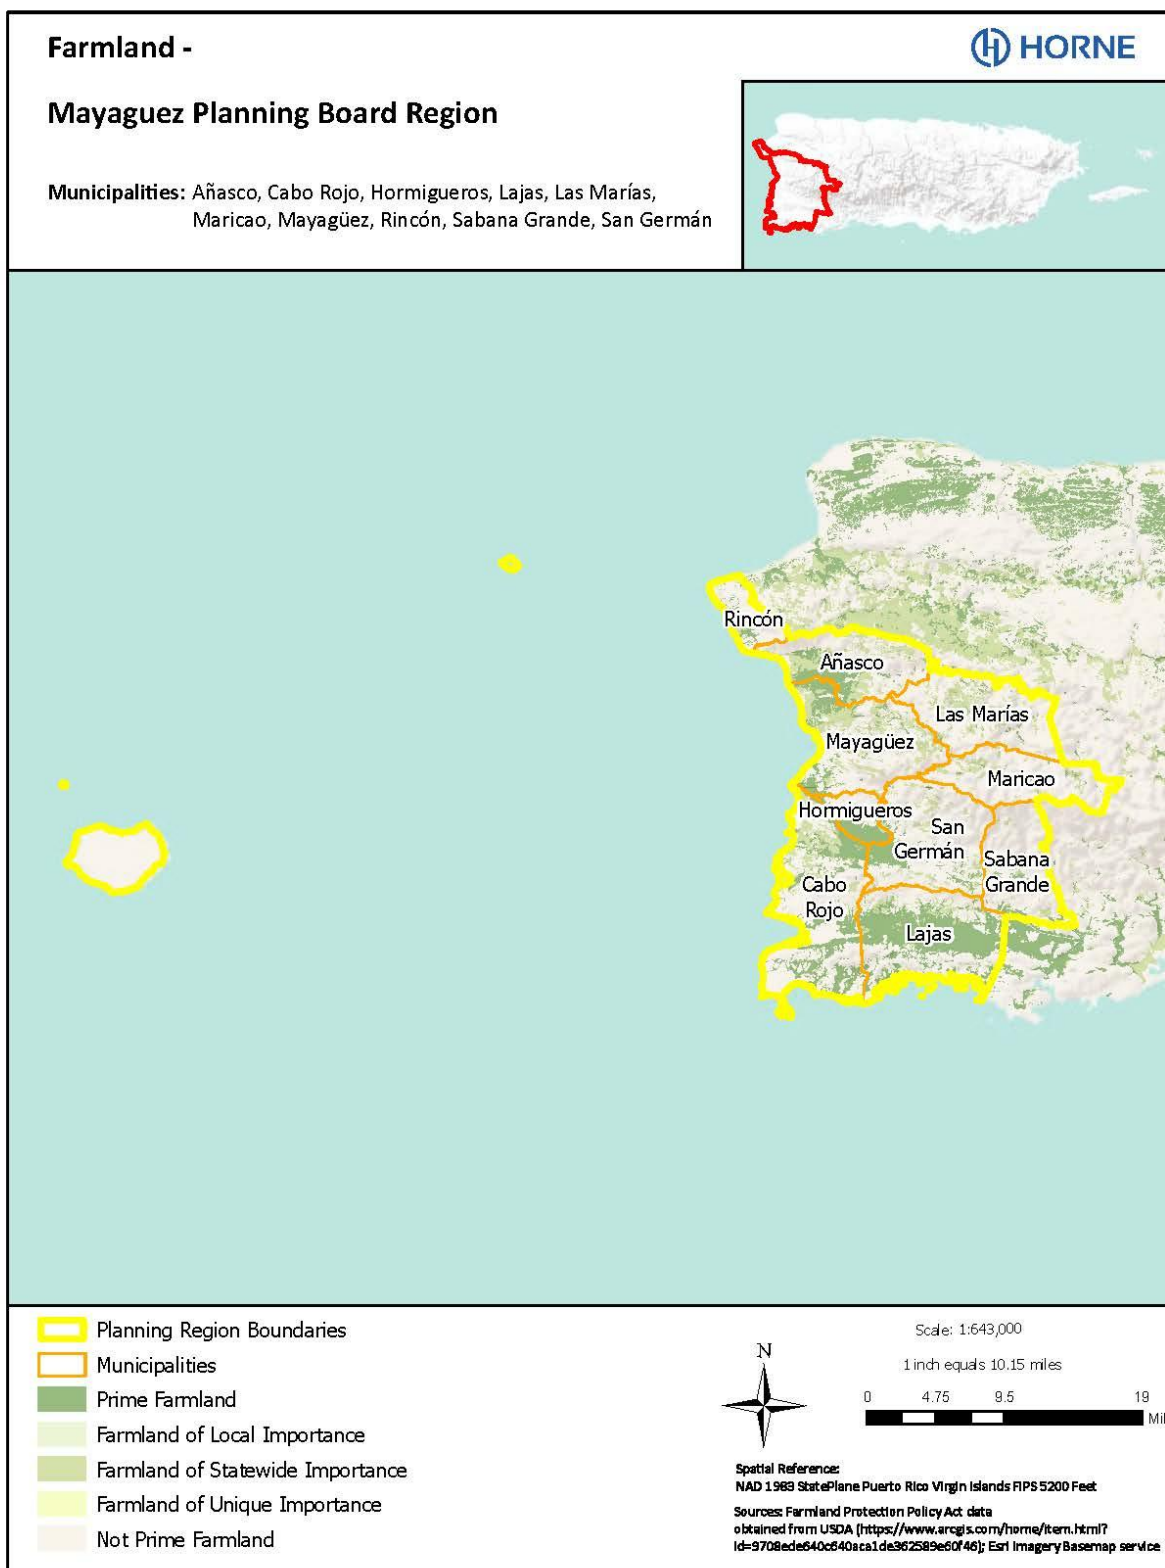 Farmland -
HORNE
Mayaguez Planning Board Region
Municipalities: Añasco, Cabo Rojo, Hormigueros, Lajas, Las Marías,
Maricao, Mayagüez, Rincón, Sabana Grande, San Germán
Rincón
Añasco
Las Marías
Mayagüez
Maricao
Hormigueros
San
Germán
Sabana
Grande
Cabo
Rojo
Lajas
Planning Region Boundaries
Municipalities
Prime Farmland
Farmland of Local Importance
Farmland of Statewide Importance
Farmland of Unique Importance
Not Prime Farmland
N
Scale: 1:643,000
1 inch equals 10.15 miles
0 4.75 9.5 19
Mil
Spatial Reference:
NAD 1983 StatePlane Puerto Rico Virgin Islands FIPS 5200 Feet
Sources: Farmland Protection Policy Act data
obtained from USDA (https://www.arcgis.com/home/item.html?
id=9708ede640c640aca1de362589e60f46); Esri Imagery Basemap service